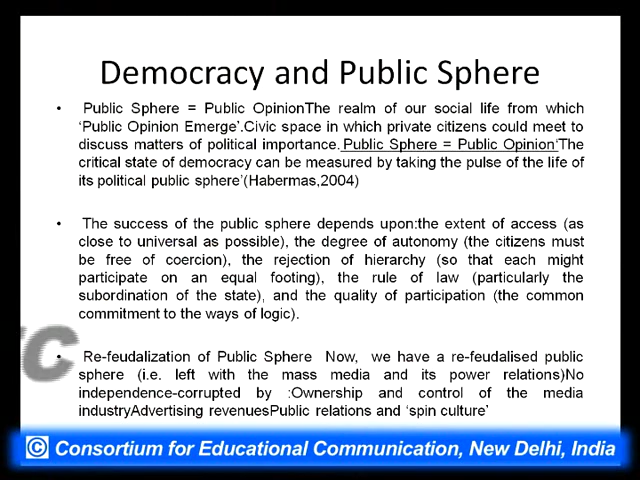 Democracy and Public Sphere
• Public Sphere = Public OpinionThe realm of our social life from which
‘Public Opinion Emerge’.Civic space in which private citizens could meet to
discuss matters of political importance. Public Sphere = Public Opinion‘The
critical state of democracy can be measured by taking the pulse of the life of
its political public sphere’(Habermas,2004)
• The success of the public sphere depends upon:the extent of access (as
close to universal as possible), the degree of autonomy (the citizens must
be free of coercion), the rejection of hierarchy (so that each might
participate on an equal footing), the rule of law (particularly the
subordination of the state), and the quality of participation (the common
commitment to the ways of logic).
• Re-feudalization of Public Sphere Now, we have a re-feudalised public
sphere (i.e. left with the mass media and its power relations)No
independence-corrupted by :Ownership and control of the media
industryAdvertising revenuesPublic relations and ‘spin culture’
© Consortium for Educational Communication, New Delhi, India